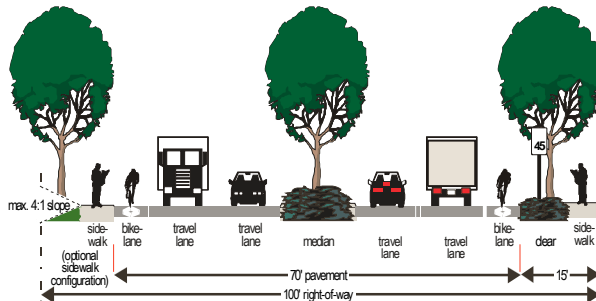 45
max. 4:1 slope
side-
walk
(optional
sidewalk
configuration)
bike-
lane
travel
lane
travel
lane
median
travel
lane
travel
lane
bike-
lane
clear
side-
walk
70' pavement
15'
100' right-of-way